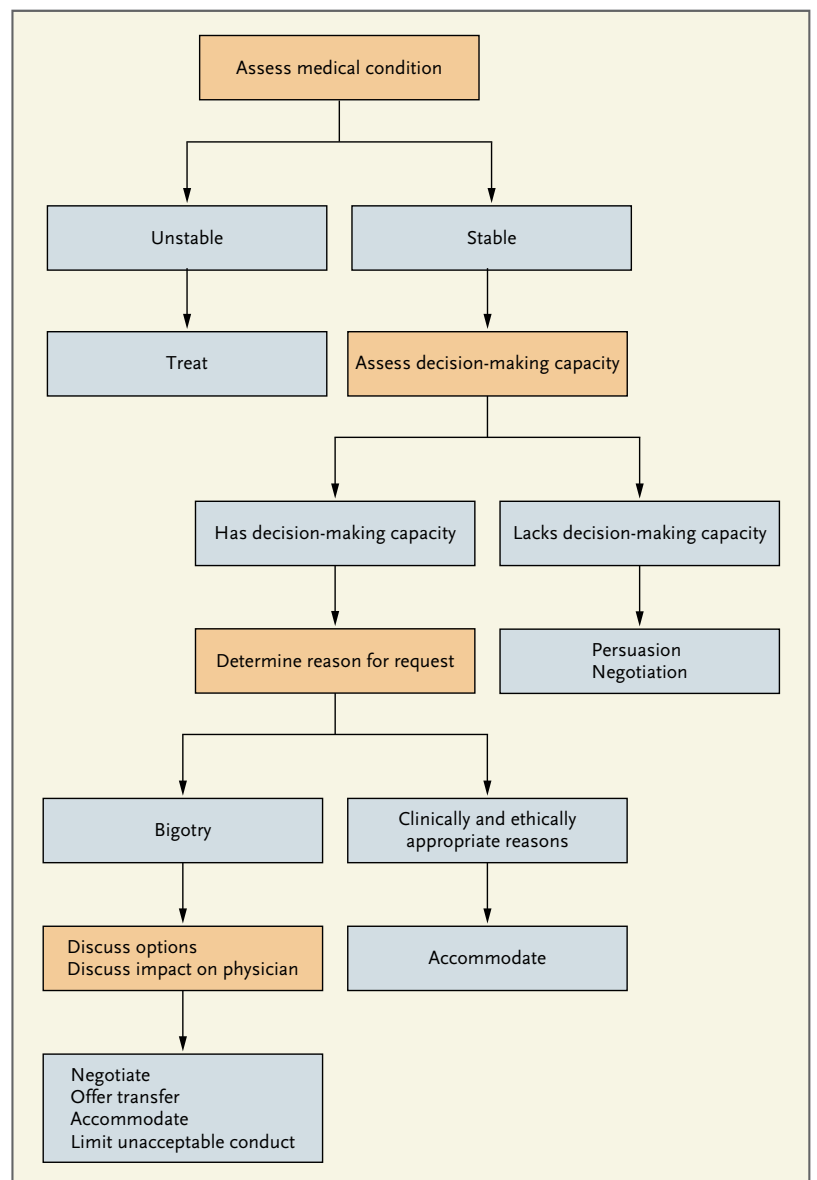 Assess medical condition
Unstable
Stable
Treat
Assess decision-making capacity
Has decision-making capacity
Lacks decision-making capacity
Determine reason for request
Persuasion
Negotiation
Bigotry
Clinically and ethically
appropriate reasons
Discuss options
Discuss impact on physician
Accommodate
Negotiate
Offer transfer
Accommodate
Limit unacceptable conduct